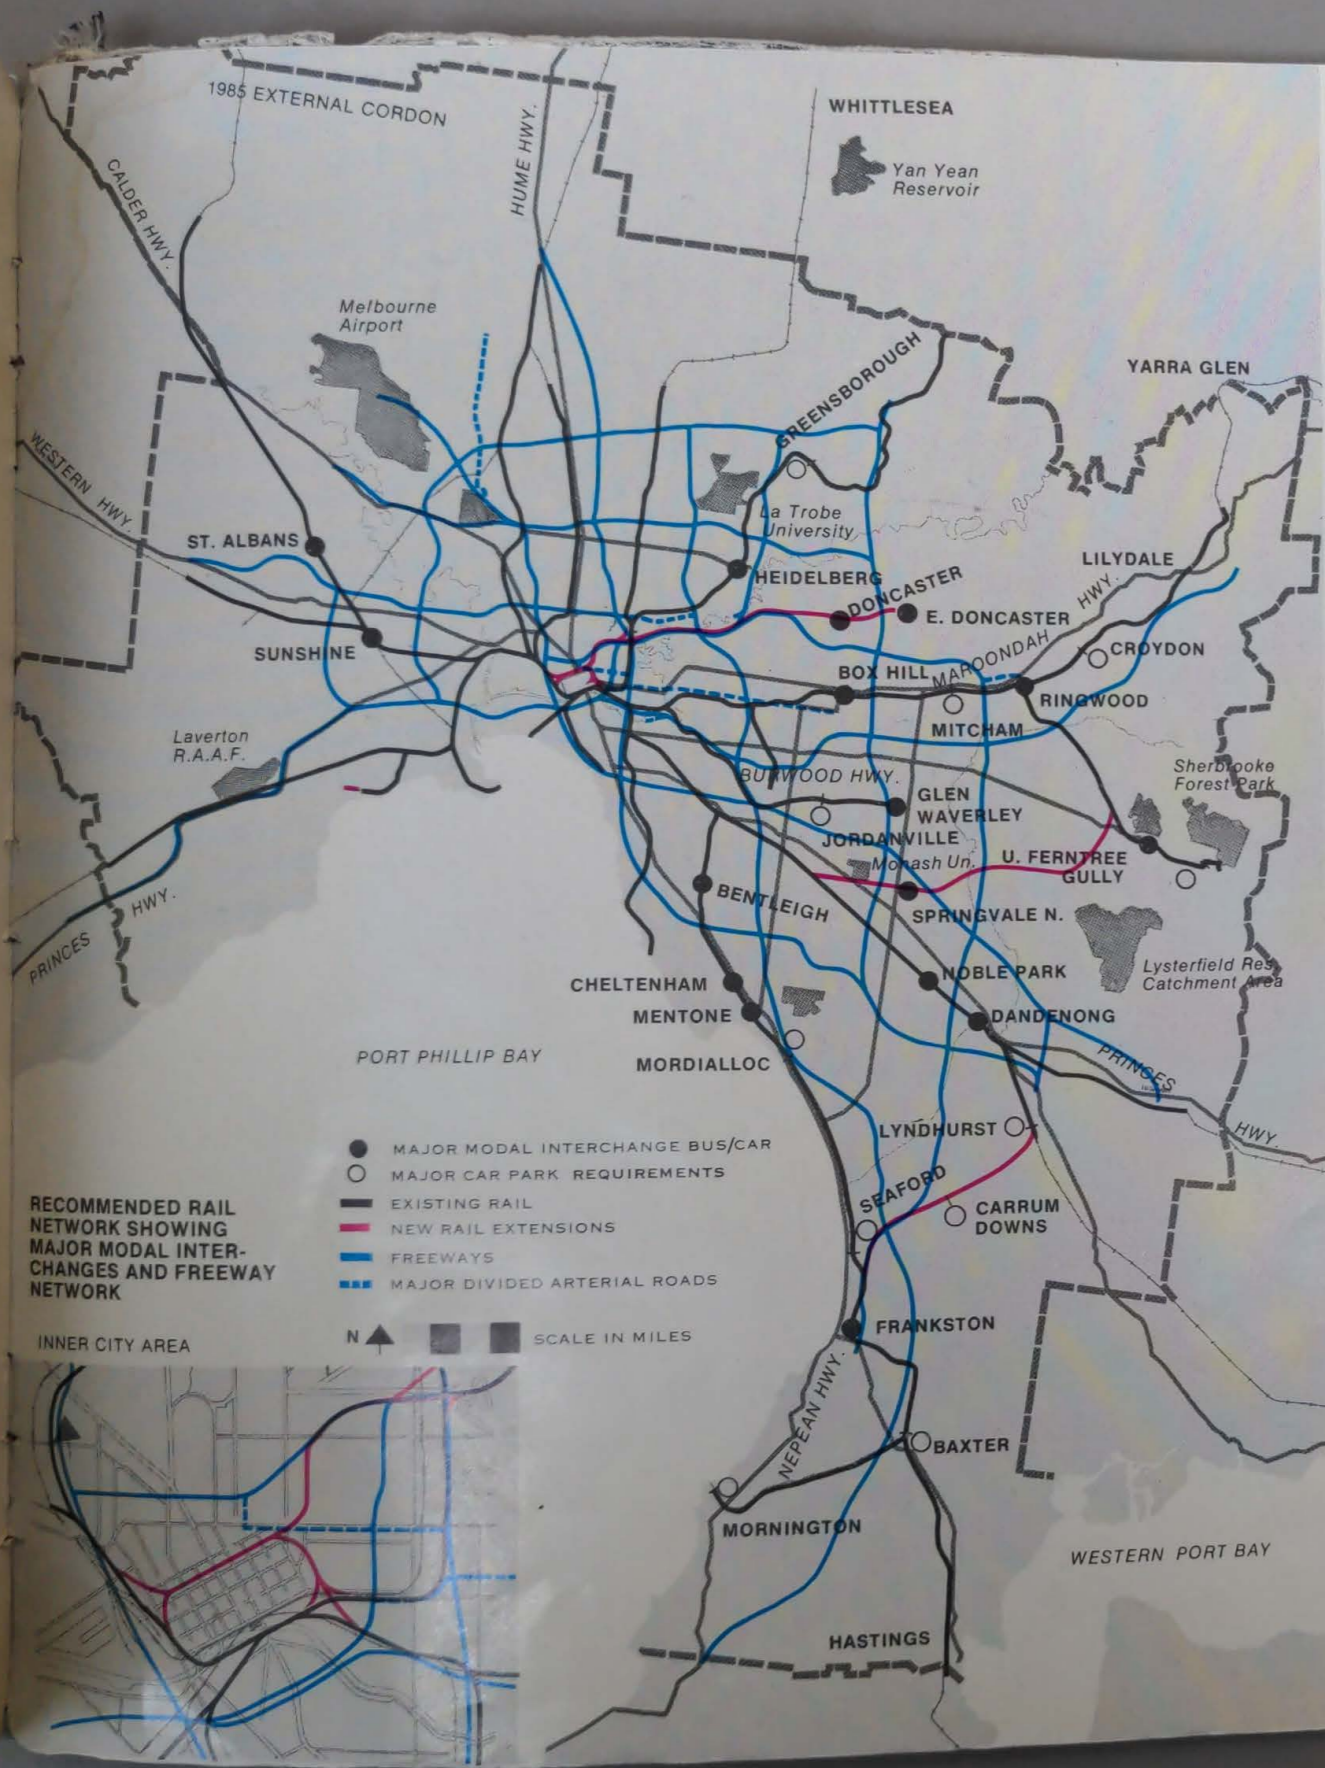 1985 EXTERNAL CORDON
HUME HWY.
WHITTLESEA
Yan Yean
Reservoir
CALDER HWY.
Melbourne
Airport
GREENSBOROUGH
YARRA GLEN
WESTERN HWY.
La Trobe
University
ST. ALBANS
HEIDELBERG
DONCASTER
E. DONCASTER
LILYDALE
MAROONDAH HWY.
SUNSHINE
BOX HILL
CROYDON
RINGWOOD
MITCHAM
Laverton
R.A.A.F.
BURWOOD HWY.
Sherbrooke
Forest Park
GLEN
WAVERLEY
JORDANVILLE
Monash Un.
U. FERNTREE
GULLY
BENTLEIGH
SPRINGVALE N.
PRINCES HWY.
CHELTENHAM
NOBLE PARK
Lysterfield Res.
Catchment Area
MENTONE
DANDENONG
PORT PHILLIP BAY
MORDIALLOC
PRINCES HWY.
LYNDHURST
SEAFORD
CARRUM
DOWNS
MAJOR MODAL INTERCHANGE BUS/CAR
MAJOR CAR PARK REQUIREMENTS
EXISTING RAIL
NEW RAIL EXTENSIONS
FREEWAYS
MAJOR DIVIDED ARTERIAL ROADS
RECOMMENDED RAIL
NETWORK SHOWING
MAJOR MODAL INTER-
CHANGES AND FREEWAY
NETWORK
N
SCALE IN MILES
INNER CITY AREA
FRANKSTON
NEPEAN HWY.
BAXTER
MORNINGTON
WESTERN PORT BAY
HASTINGS